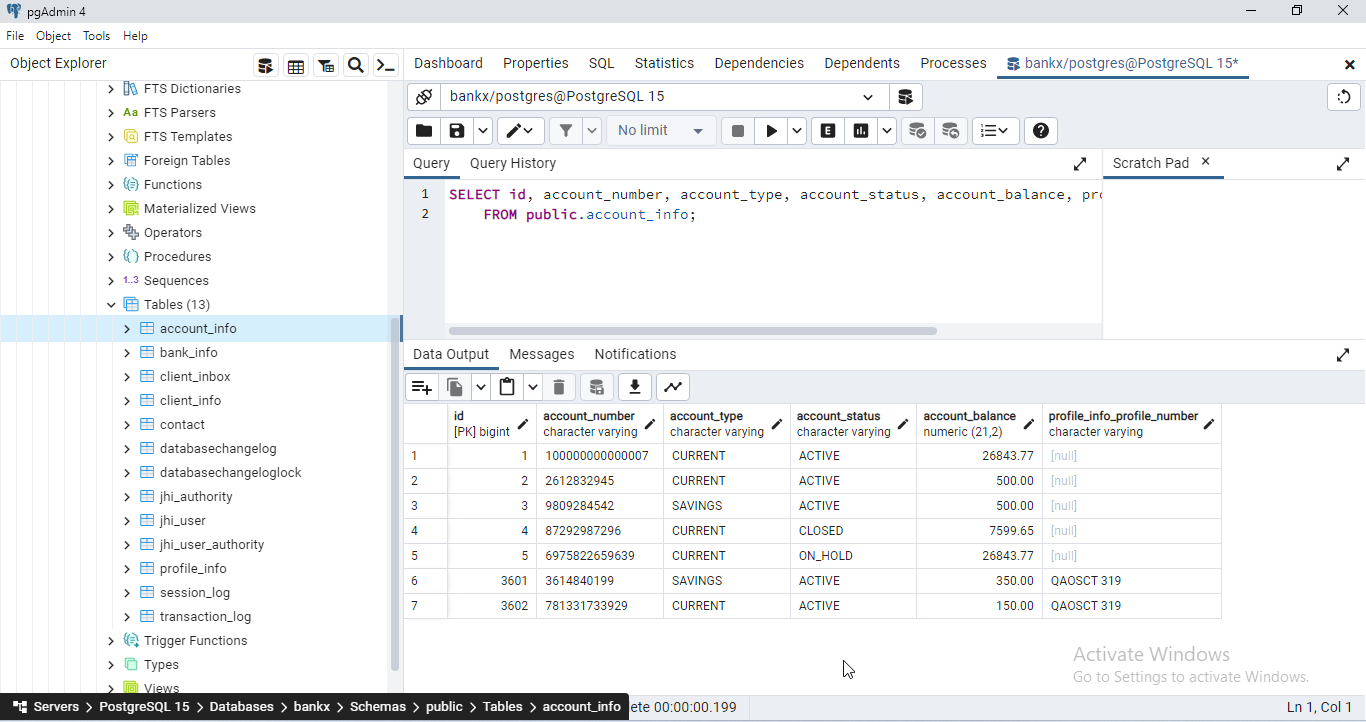 pgAdmin 4
File Object Tools Help
Object Explorer
Dashboard Properties SQL Statistics Dependencies Dependents Processes bankx/postgres@PostgreSQL 15*
FTS Dictionaries
Aa FTS Parsers
FTS Templates
Foreign Tables
Functions
Materialized Views
Operators
Procedures
1..3 Sequences
Tables (13)
account_info
bank_info
client_inbox
client_info
contact
databasechangelog
databasechangeloglock
jhi_authority
jhi_user
jhi_user_authority
profile_info
session_log
transaction_log
Trigger Functions
Types
Views
bankx/postgres@PostgreSQL 15
No limit E
Query Query History
Scratch Pad
1 SELECT id, account_number, account_type, account_status, account_balance, pro
2 FROM public.account_info;
Data Output Messages Notifications
id account_number account_type account_status account_balance profile_info_profile_number
[PK] bigint character varying character varying character varying numeric (21,2) character varying
1 1 100000000000007 CURRENT ACTIVE 26843.77 [null]
2 2 2612832945 CURRENT ACTIVE 500.00 [null]
3 3 9809284542 SAVINGS ACTIVE 500.00 [null]
4 4 87292987296 CURRENT CLOSED 7599.65 [null]
5 5 6975822659639 CURRENT ON_HOLD 26843.77 [null]
6 3601 3614840199 SAVINGS ACTIVE 350.00 QAOSCT 319
7 3602 781331733929 CURRENT ACTIVE 150.00 QAOSCT 319
Activate Windows
Go to Settings to activate Windows.
Servers > PostgreSQL 15 > Databases > bankx > Schemas > public > Tables > account_info ete 00:00:00.199 Ln 1, Col 1